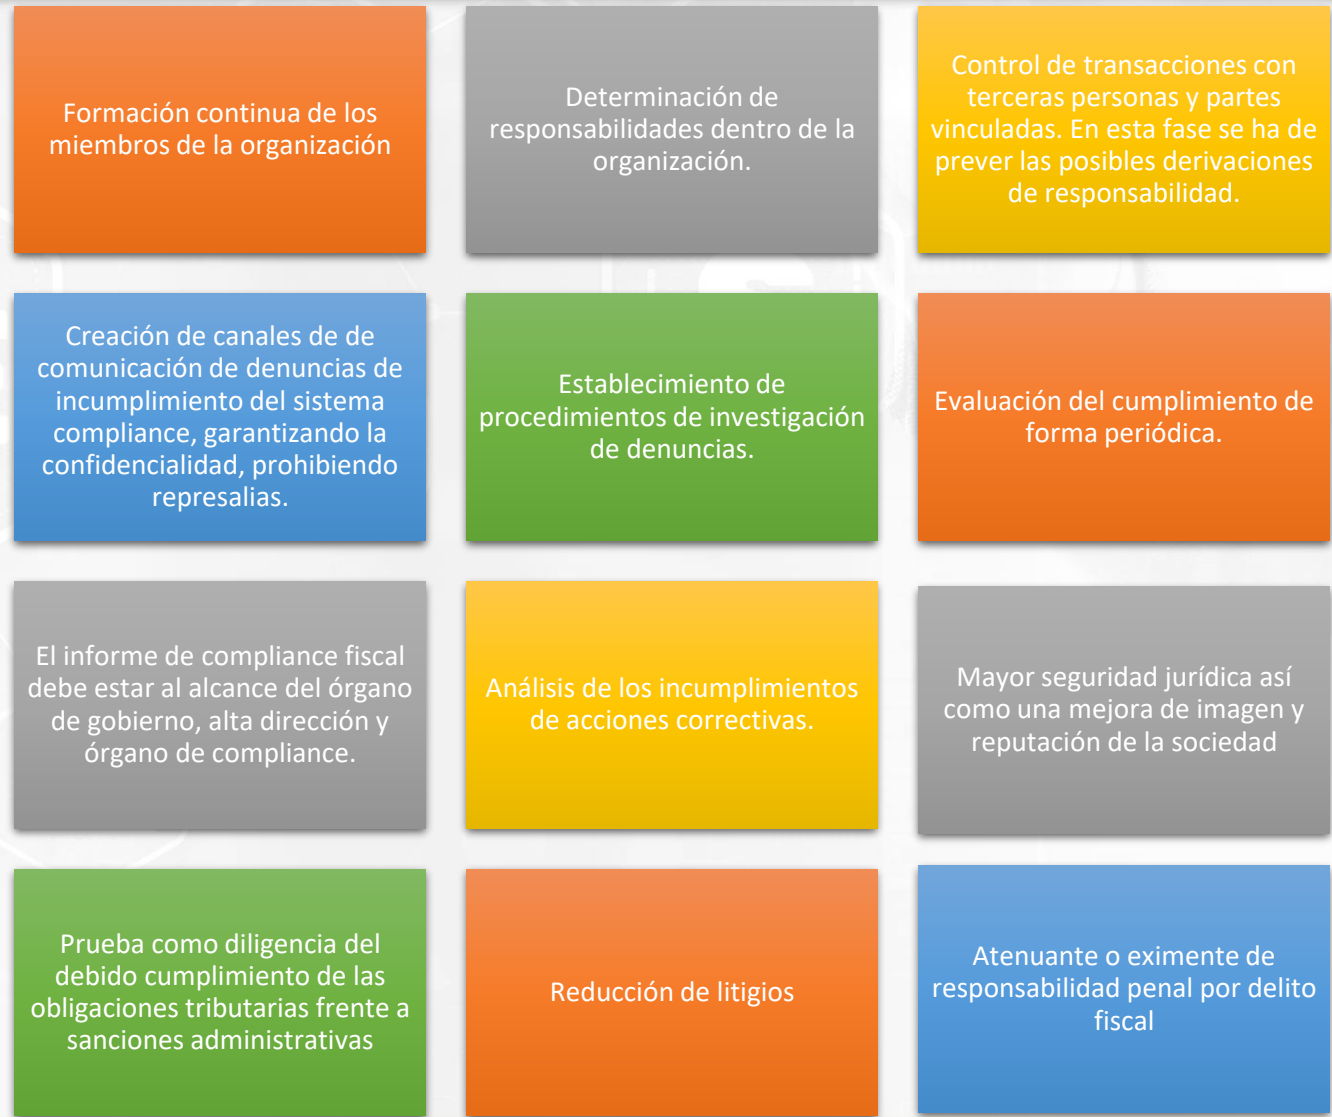 Formación continua de los
miembros de la organización
Determinación de
responsabilidades dentro de la
organización.
Control de transacciones con
terceras personas y partes
vinculadas. En esta fase se ha de
prever las posibles derivaciones
de responsabilidad.
Creación de canales de de
comunicación de denuncias de
incumplimiento del sistema
compliance, garantizando la
confidencialidad, prohibiendo
represalias.
Establecimiento de
procedimientos de investigación
de denuncias.
Evaluación del cumplimiento de
forma periódica.
El informe de compliance fiscal
debe estar al alcance del órgano
de gobierno, alta dirección y
órgano de compliance.
Análisis de los incumplimientos
de acciones correctivas.
Mayor seguridad jurídica así
como una mejora de imagen y
reputación de la sociedad
Prueba como diligencia del
debido cumplimiento de las
obligaciones tributarias frente a
sanciones administrativas
Reducción de litigios
Atenuante o eximente de
responsabilidad penal por delito
fiscal